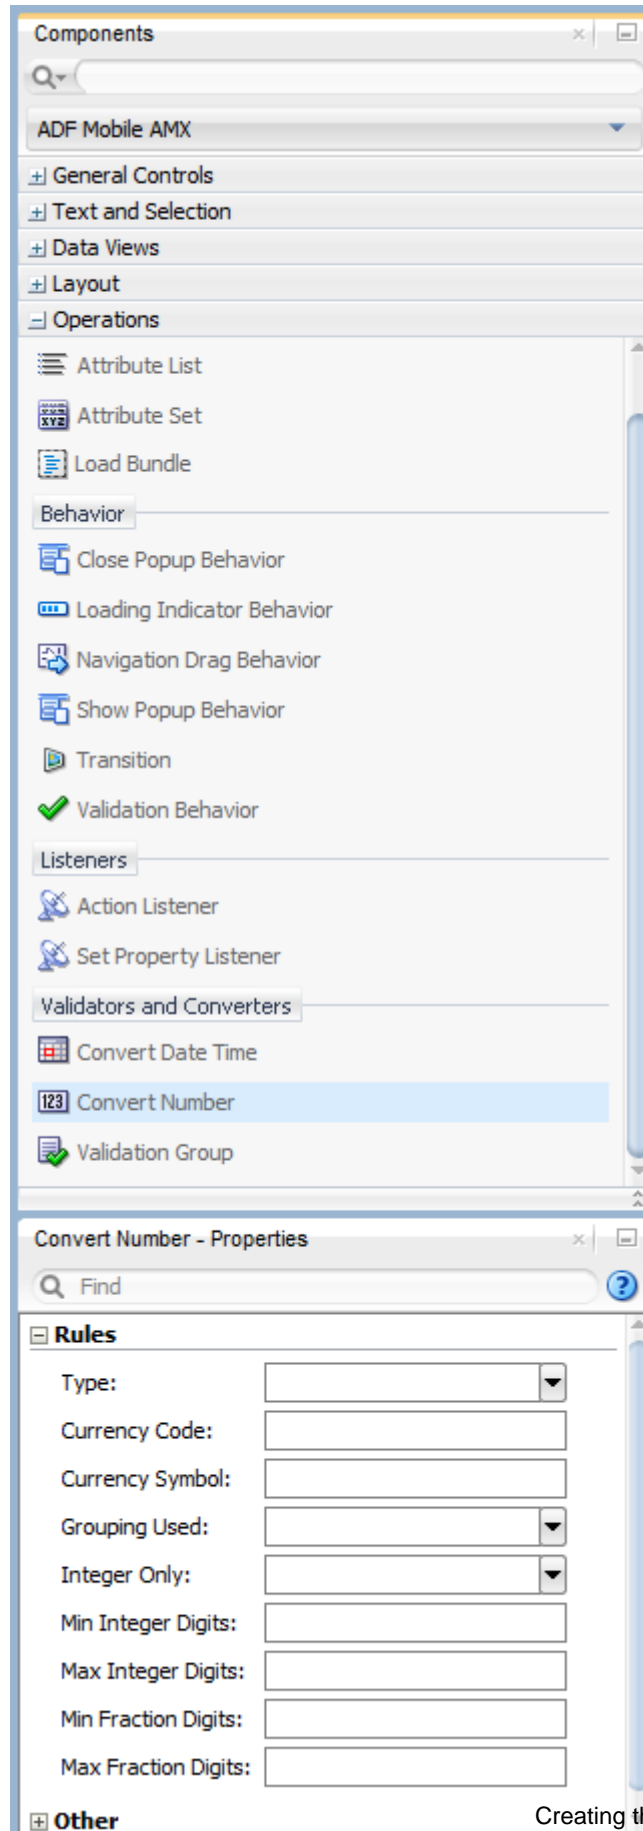 Components
ADF Mobile AMX
General Controls
Text and Selection
Data Views
Layout
Operations
Attribute List
XYZ
Attribute Set
Load Bundle
Behavior
Close Popup Behavior
Loading Indicator Behavior
Navigation Drag Behavior
Show Popup Behavior
Transition
Validation Behavior
Listeners
Action Listener
Set Property Listener
Validators and Converters
Convert Date Time
123 Convert Number
Validation Group
Convert Number - Properties
Find
?
Rules
Type:
Currency Code:
Currency Symbol:
Grouping Used:
Integer Only:
Min Integer Digits:
Max Integer Digits:
Min Fraction Digits:
Max Fraction Digits:
Other
Creating